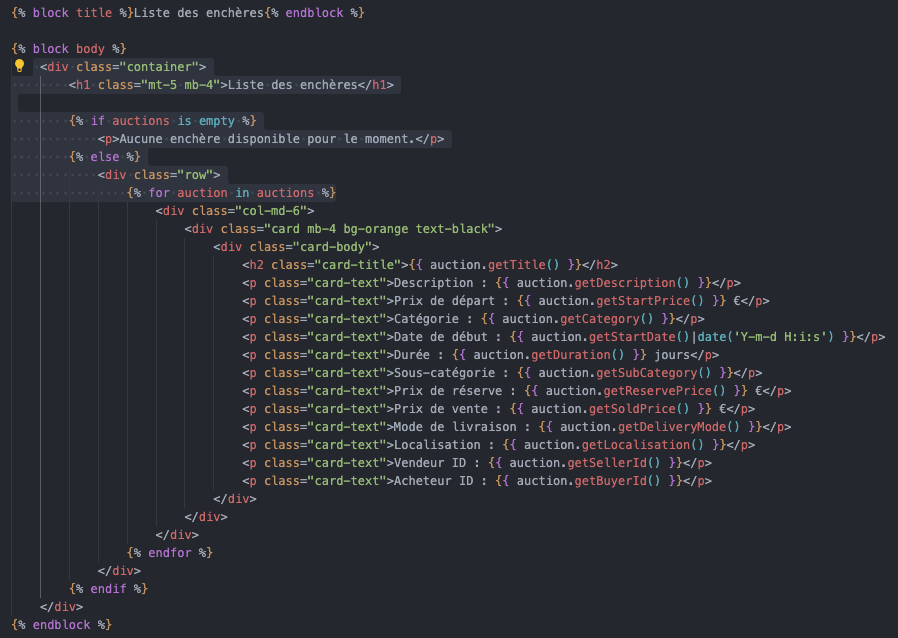 {% block title %}Liste des enchères{% endblock %}
{% block body %}
<div class="container">
<h1 class="mt-5 mb-4">Liste des enchères</h1>
{% if auctions is empty %}
<p>Aucune enchère disponible pour le moment.</p>
{% else %}
<div class="row">
{% for auction in auctions %}
<div class="col-md-6">
<div class="card mb-4 bg-orange text-black">
<div class="card-body">
<h2 class="card-title">{{ auction.getTitle() }}</h2>
<p class="card-text">Description : {{ auction.getDescription() }}</p>
<p class="card-text">Prix de départ : {{ auction.getStartPrice() }} €</p>
<p class="card-text">Catégorie : {{ auction.getCategory() }}</p>
<p class="card-text">Date de début : {{ auction.getStartDate()|date('Y-m-d H:i:s') }}</p>
<p class="card-text">Durée : {{ auction.getDuration() }} jours</p>
<p class="card-text">Sous-catégorie : {{ auction.getSubCategory() }}</p>
<p class="card-text">Prix de réserve : {{ auction.getReservePrice() }} €</p>
<p class="card-text">Prix de vente : {{ auction.getSoldPrice() }} €</p>
<p class="card-text">Mode de livraison : {{ auction.getDeliveryMode() }}</p>
<p class="card-text">Localisation : {{ auction.getLocalisation() }}</p>
<p class="card-text">Vendeur ID : {{ auction.getSellerId() }}</p>
<p class="card-text">Acheteur ID : {{ auction.getBuyerId() }}</p>
</div>
</div>
</div>
{% endfor %}
</div>
{% endif %}
</div>
{% endblock %}